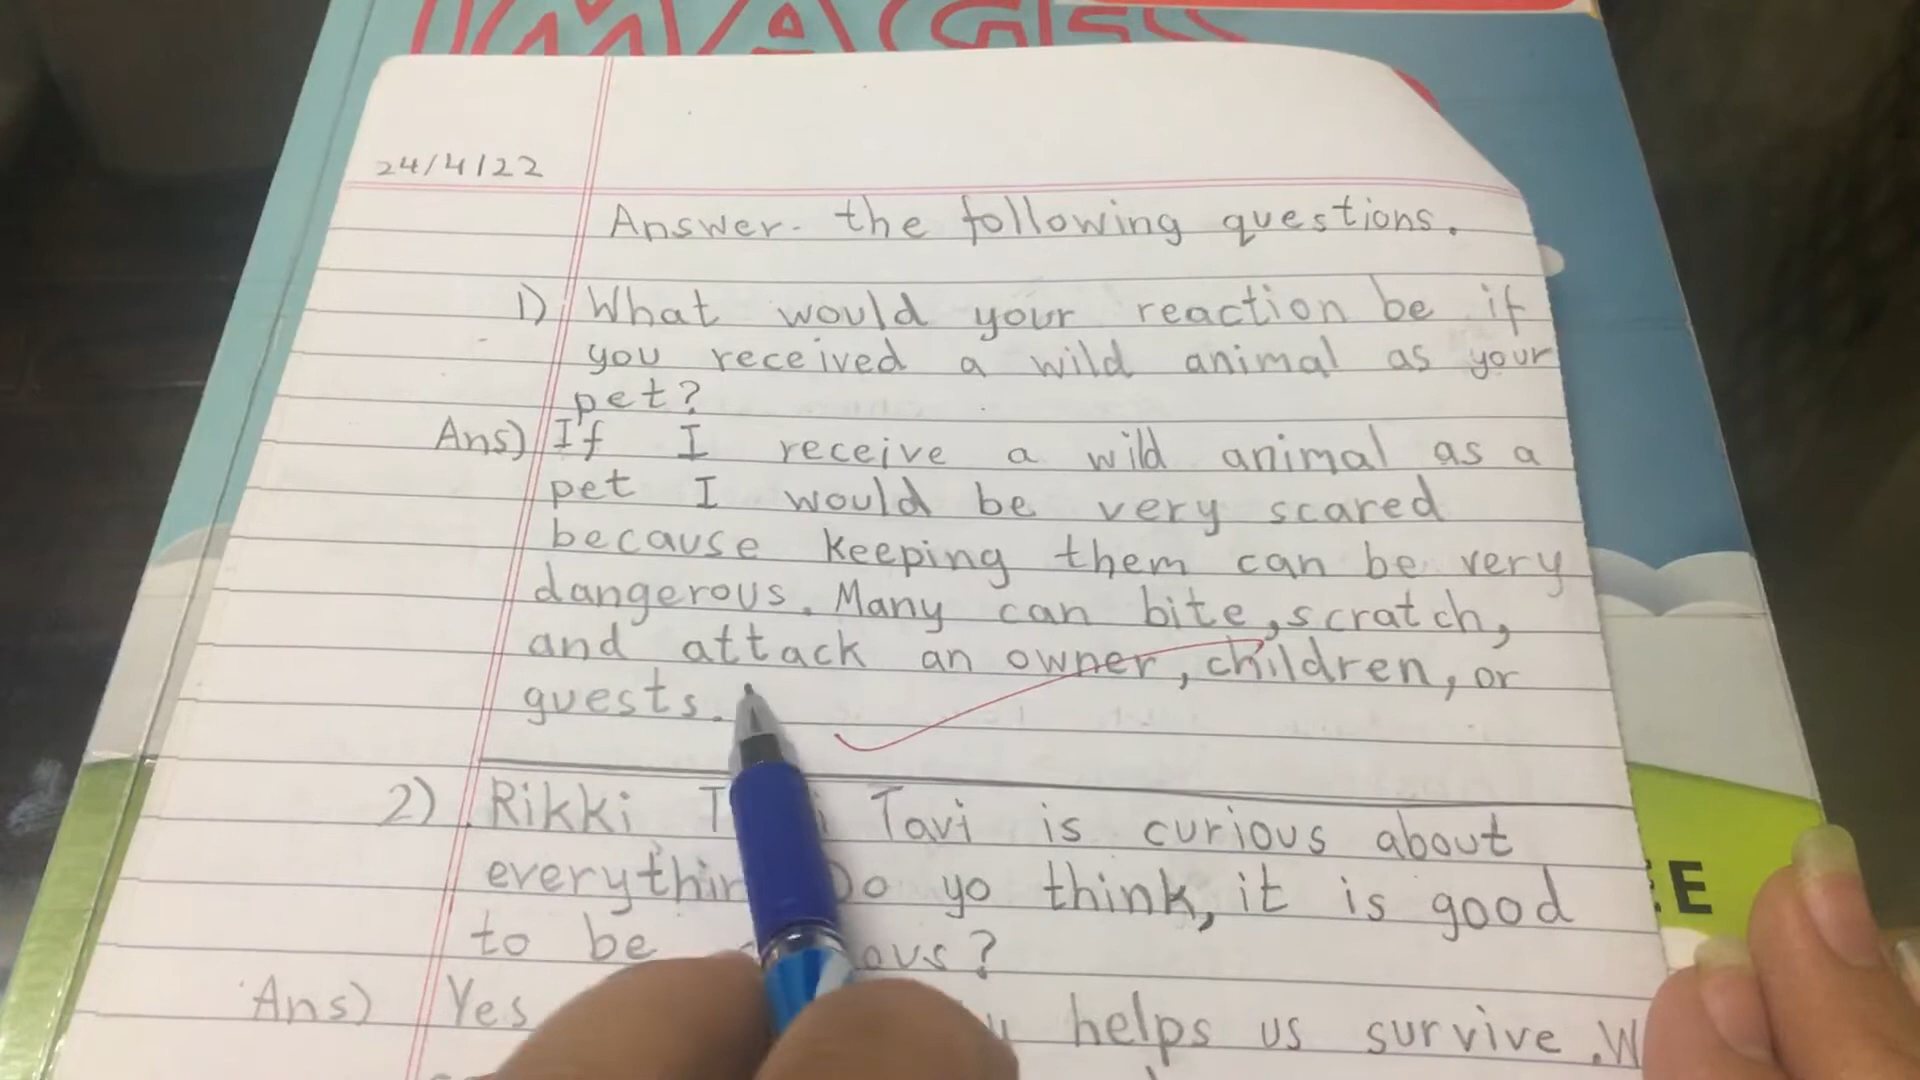 24/4/22
Answer. the following questions.
1) What would your reaction be if
you received a wild animal as your
pet?
Ans) If I receive a wild animal as a
pet I would be very scared
because keeping them can be very
dangerous. Many can bite, scratch,
and attack an owner, children, or
guests.
2) Rikki Tavi is curious about
Do yo think, it is good
to be
Ans) Yes helps us survive. W
E